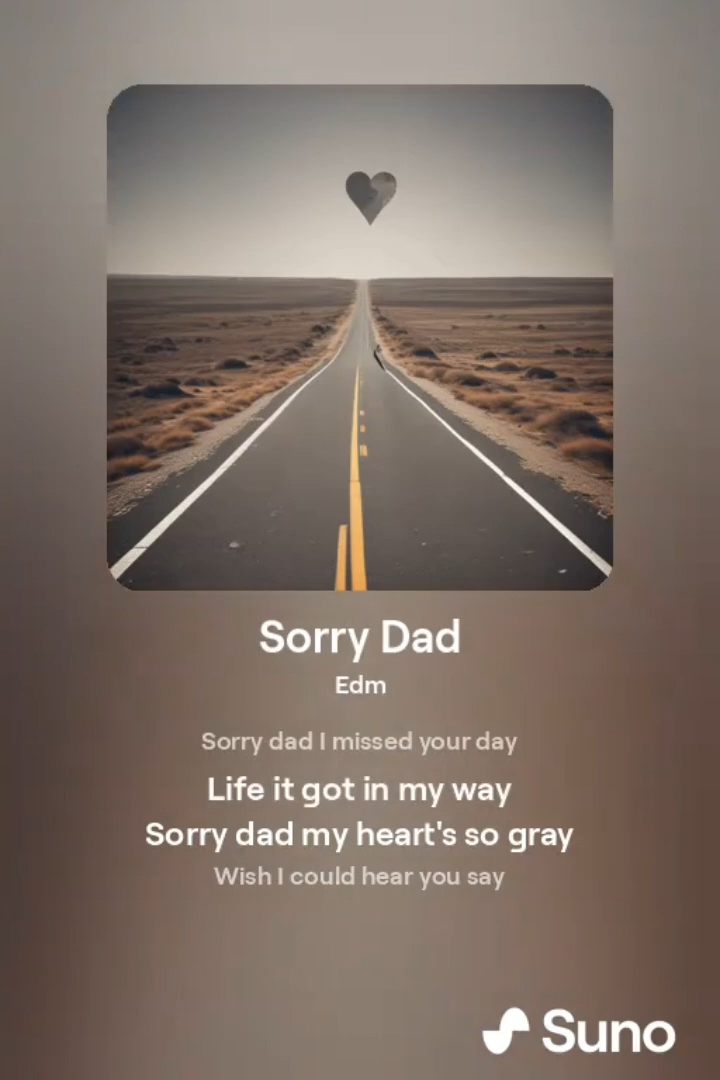 Sorry Dad
Edm
Sorry dad I missed your day
Life it got in my way
Sorry dad my heart's so gray
Wish I could hear you say
Suno